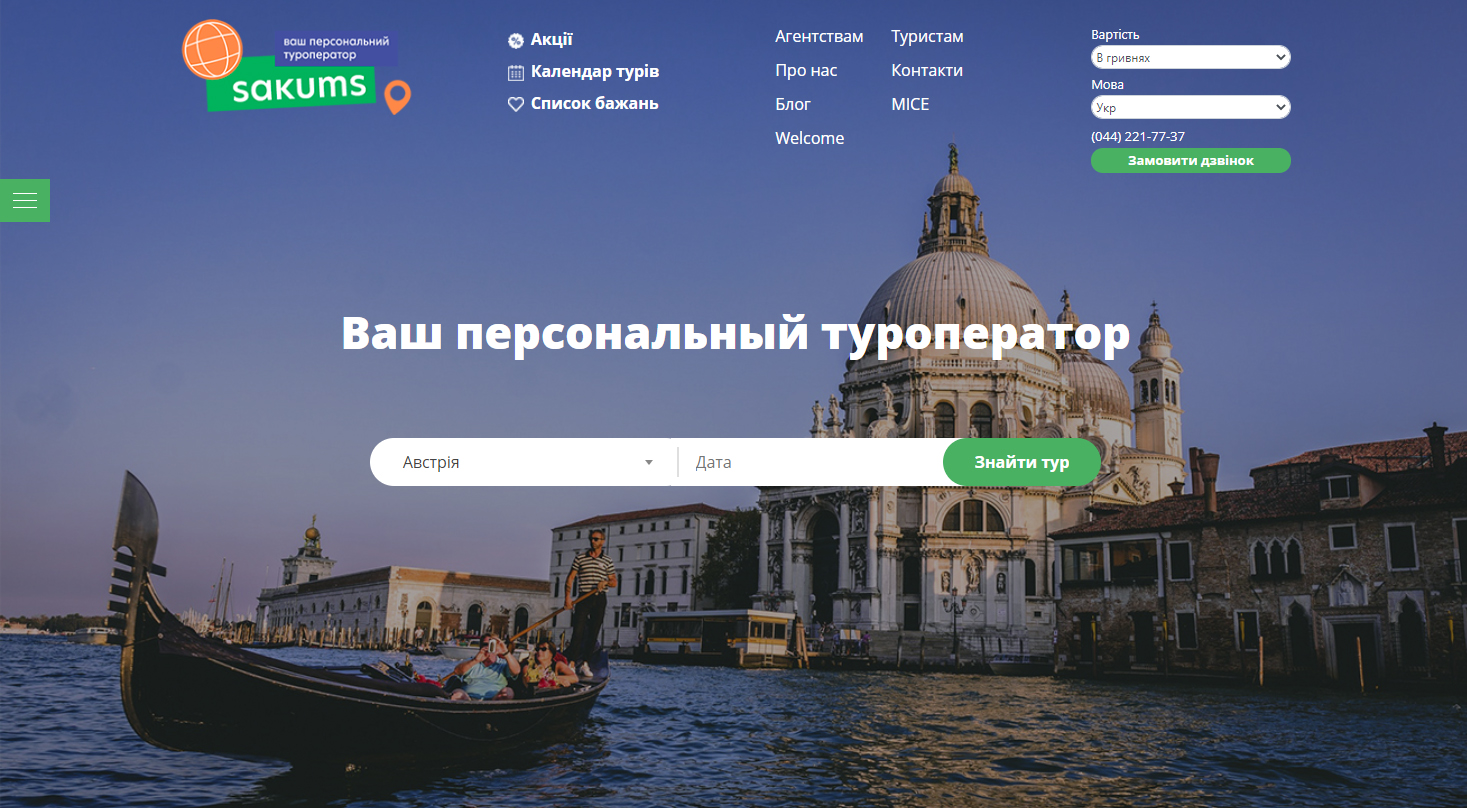 ваш персональний
туроператор
sakums
Акції
Календар турів
Список бажань
Агентствам
Про нас
Блог
Welcome
Туристам
Контакти
MICE
Вартість
В гривнях
Мова
Укр
(044) 221-77-37
Замовити дзвінок
Ваш персональный туроператор
Австрія
Дата
Знайти тур